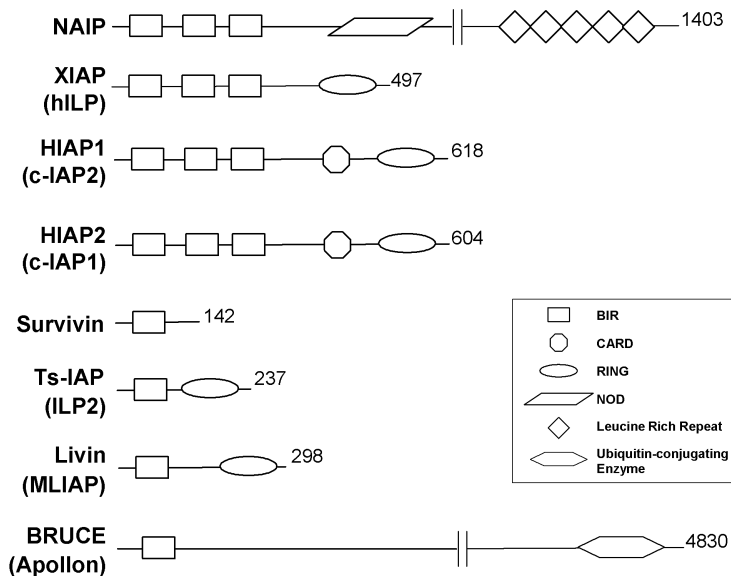 NAIP
1403
XIAP
(hILP)
497
HIAP1
(c-IAP2)
618
HIAP2
(c-IAP1)
604
Survivin
142
Ts-IAP
(ILP2)
237
Livin
(MLIAP)
298
BRUCE
(Apollon)
4830
BIR
CARD
RING
NOD
Leucine Rich Repeat
Ubiquitin-conjugating
Enzyme